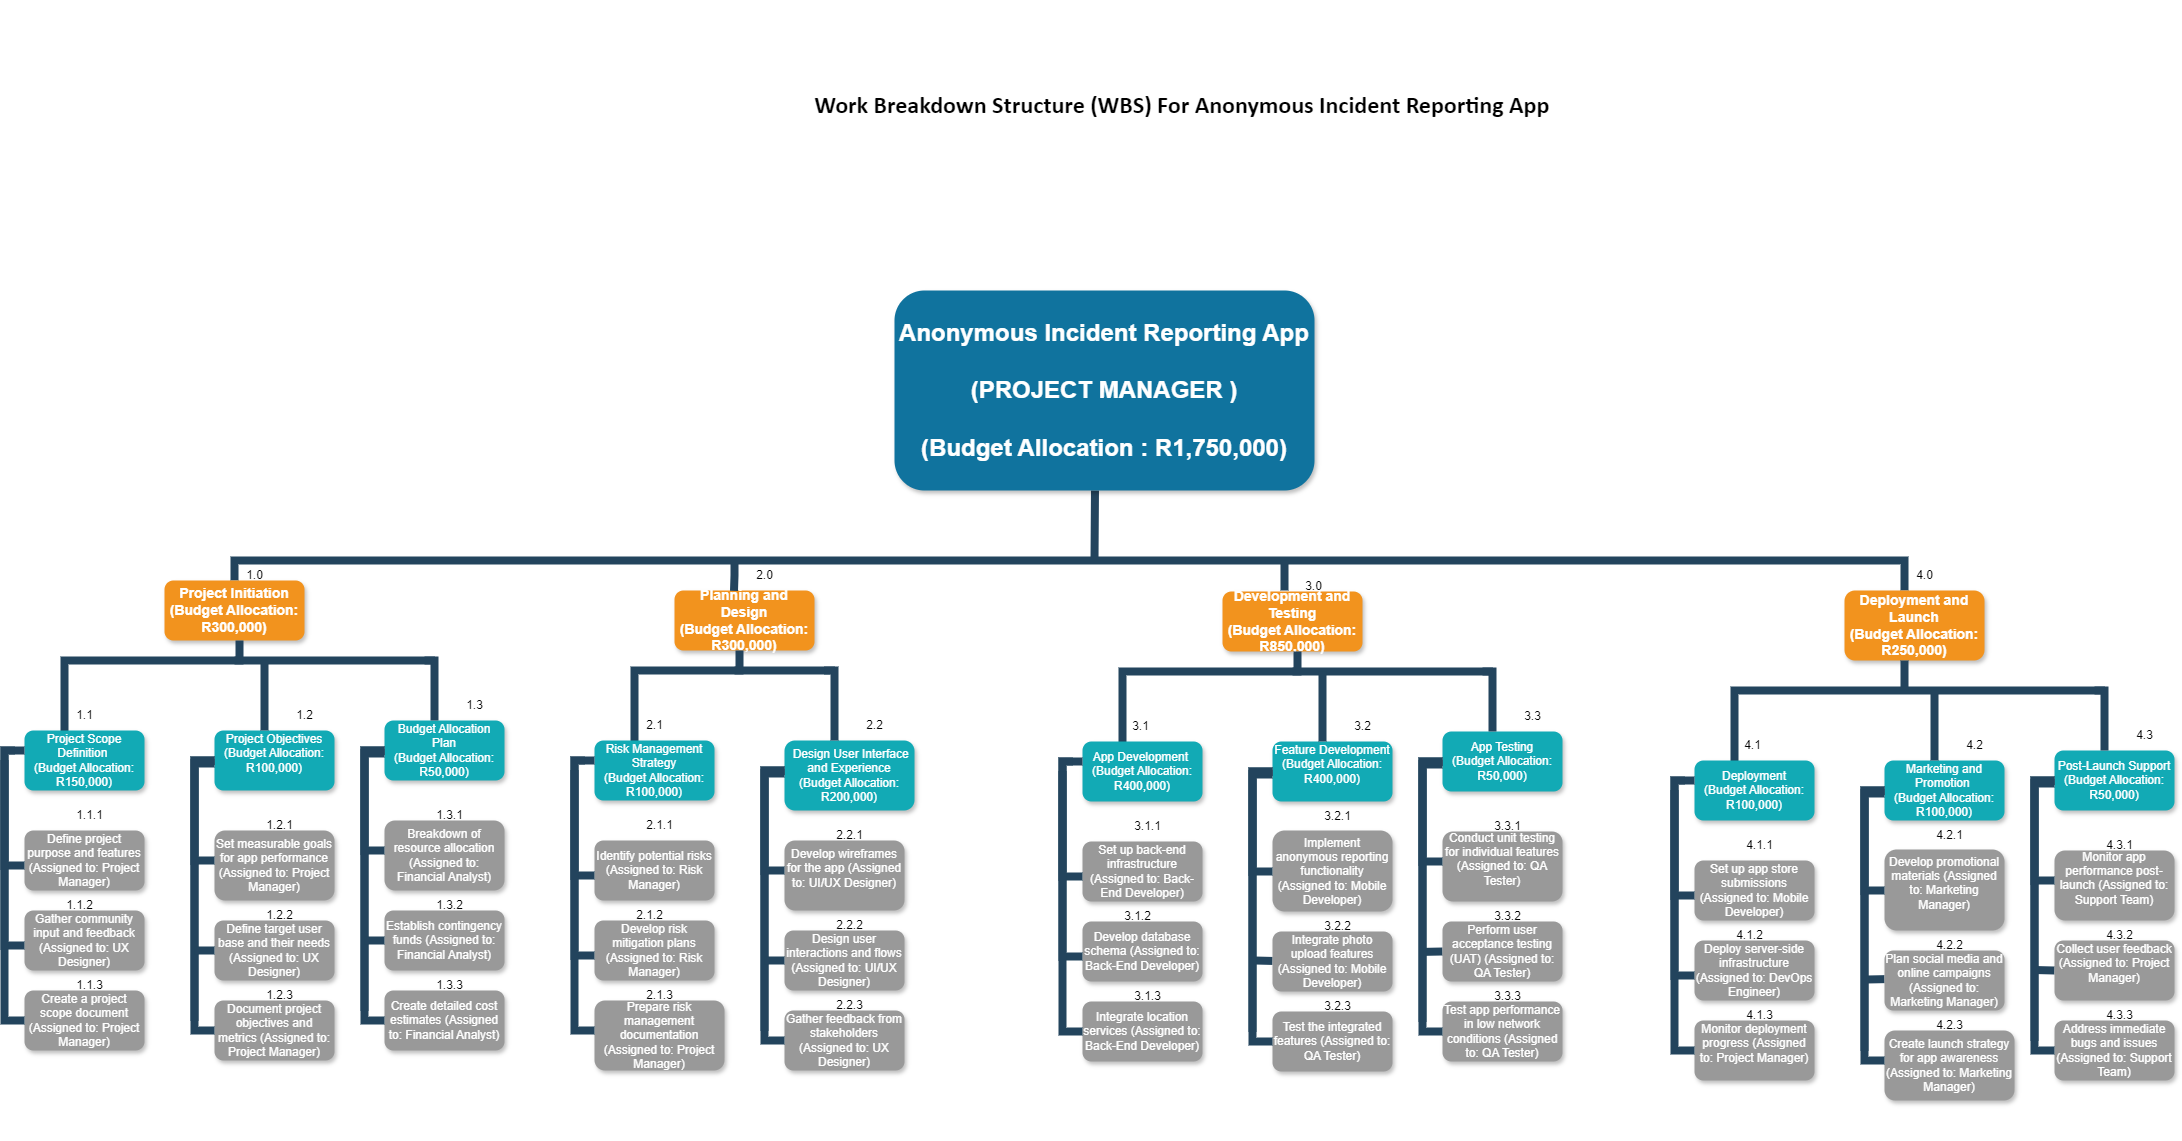 Work Breakdown Structure (WBS) For Anonymous Incident Reporting App
Anonymous Incident Reporting App
(PROJECT MANAGER )
(Budget Allocation : R1,750,000)
1.0
Project Initiation
(Budget Allocation:
R300,000)
2.0
Planning and
Design
(Budget Allocation:
R300,000)
3.0
Development and
Testing
(Budget Allocation:
R850,000)
4.0
Deployment and
Launch
(Budget Allocation:
R250,000)
1.1
Project Scope
Definition
(Budget Allocation:
R150,000)
1.1.1
Define project
purpose and features
(Assigned to: Project
Manager)
1.1.2
Gather community
input and feedback
(Assigned to: UX
Designer)
1.1.3
Create a project
scope document
(Assigned to: Project
Manager)
1.2
Project Objectives
(Budget Allocation:
R100,000)
1.2.1
Set measurable goals
for app performance
(Assigned to: Project
Manager)
1.2.2
Define target user
base and their needs
(Assigned to: UX
Designer)
1.2.3
Document project
objectives and
metrics (Assigned to:
Project Manager)
1.3
Budget Allocation
Plan
(Budget Allocation:
R50,000)
1.3.1
Breakdown of
resource allocation
(Assigned to:
Financial Analyst)
1.3.2
Establish contingency
funds (Assigned to:
Financial Analyst)
1.3.3
Create detailed cost
estimates (Assigned
to: Financial Analyst)
2.1
Risk Management
Strategy
(Budget Allocation:
R100,000)
2.1.1
Identify potential risks
(Assigned to: Risk
Manager)
2.1.2
Develop risk
mitigation plans
(Assigned to: Risk
Manager)
2.1.3
Prepare risk
management
documentation
(Assigned to: Project
Manager)
2.2
Design User Interface
and Experience
(Budget Allocation:
R200,000)
2.2.1
Develop wireframes
for the app (Assigned
to: UI/UX Designer)
2.2.2
Design user
interactions and flows
(Assigned to: UI/UX
Designer)
2.2.3
Gather feedback from
stakeholders
(Assigned to: UX
Designer)
3.1
App Development
(Budget Allocation:
R400,000)
3.1.1
Set up back-end
infrastructure
(Assigned to: Back-
End Developer)
3.1.2
Develop database
schema (Assigned to:
Back-End Developer)
3.1.3
Integrate location
services (Assigned to:
Back-End Developer)
3.2
Feature Development
(Budget Allocation:
R400,000)
3.2.1
Implement
anonymous reporting
functionality
(Assigned to: Mobile
Developer)
3.2.2
Integrate photo
upload features
(Assigned to: Mobile
Developer)
3.2.3
Test the integrated
features (Assigned to:
QA Tester)
3.3
App Testing
(Budget Allocation:
R50,000)
3.3.1
Conduct unit testing
for individual features
(Assigned to: QA
Tester)
3.3.2
Perform user
acceptance testing
(UAT) (Assigned to:
QA Tester)
3.3.3
Test app performance
in low network
conditions (Assigned
to: QA Tester)
4.1
Deployment
(Budget Allocation:
R100,000)
4.1.1
Set up app store
submissions
(Assigned to: Mobile
Developer)
4.1.2
Deploy server-side
infrastructure
(Assigned to: DevOps
Engineer)
4.1.3
Monitor deployment
progress (Assigned
to: Project Manager)
4.2
Marketing and
Promotion
(Budget Allocation:
R100,000)
4.2.1
Develop promotional
materials (Assigned
to: Marketing
Manager)
4.2.2
Plan social media and
online campaigns
(Assigned to:
Marketing Manager)
4.2.3
Create launch strategy
for app awareness
(Assigned to: Marketing
Manager)
4.3
Post-Launch Support
(Budget Allocation:
R50,000)
4.3.1
Monitor app
performance post-
launch (Assigned to:
Support Team)
4.3.2
Collect user feedback
(Assigned to: Project
Manager)
4.3.3
Address immediate
bugs and issues
(Assigned to: Support
Team)